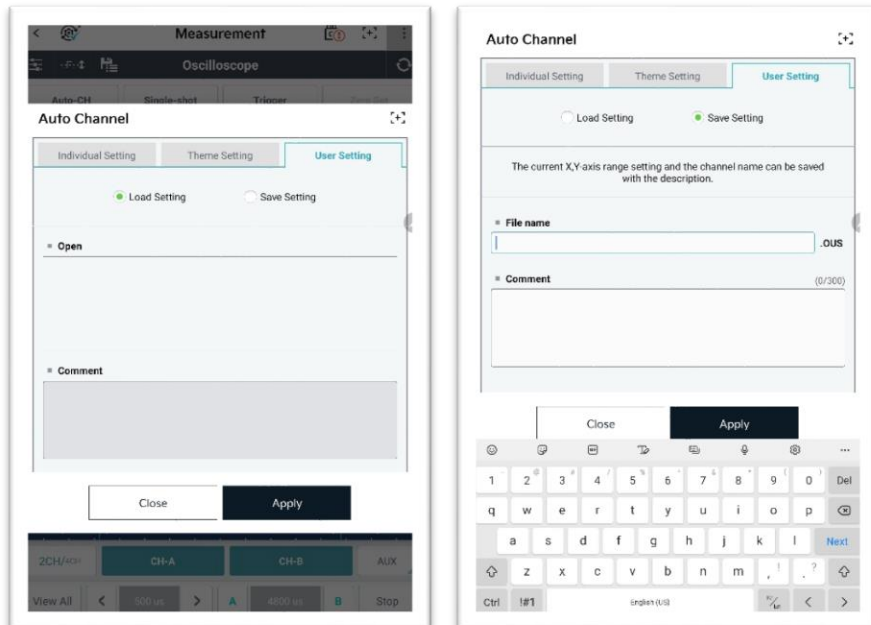 Measurement
Oscilloscope
Auto-CH
Single-shot
Trigger
Auto Channel
Individual Setting
Theme Setting
User Setting
Load Setting
Save Setting
Open
Comment
Close
Apply
2CH/4CH
CH-A
CH-B
AUX
View All
500 us
A
4800 us
B
Stop
Auto Channel
Individual Setting
Theme Setting
User Setting
Load Setting
Save Setting
The current X,Y-axis range setting and the channel name can be saved
with the description.
File name
.ous
Comment
(0/300)
Close
Apply
1 2 3 4 5 6 7 8 9 0 Del
q w e r t y u i o p
a s d f g h j k l Next
z x c v b n m , ! . ?
Ctrl !#1 English (US) < >